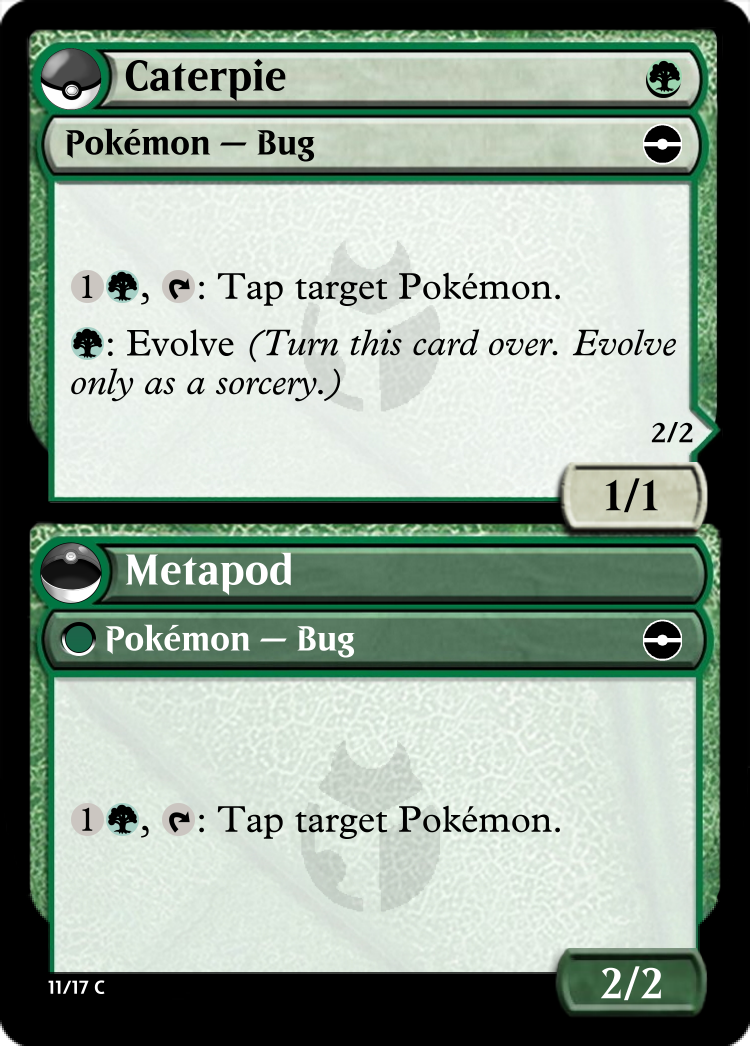 Caterpie
Pokémon — Bug
1, : Tap target Pokémon.
: Evolve (Turn this card over. Evolve
only as a sorcery.)
2/2
1/1
Metapod
Pokémon — Bug
1, : Tap target Pokémon.
11/17 C
2/2